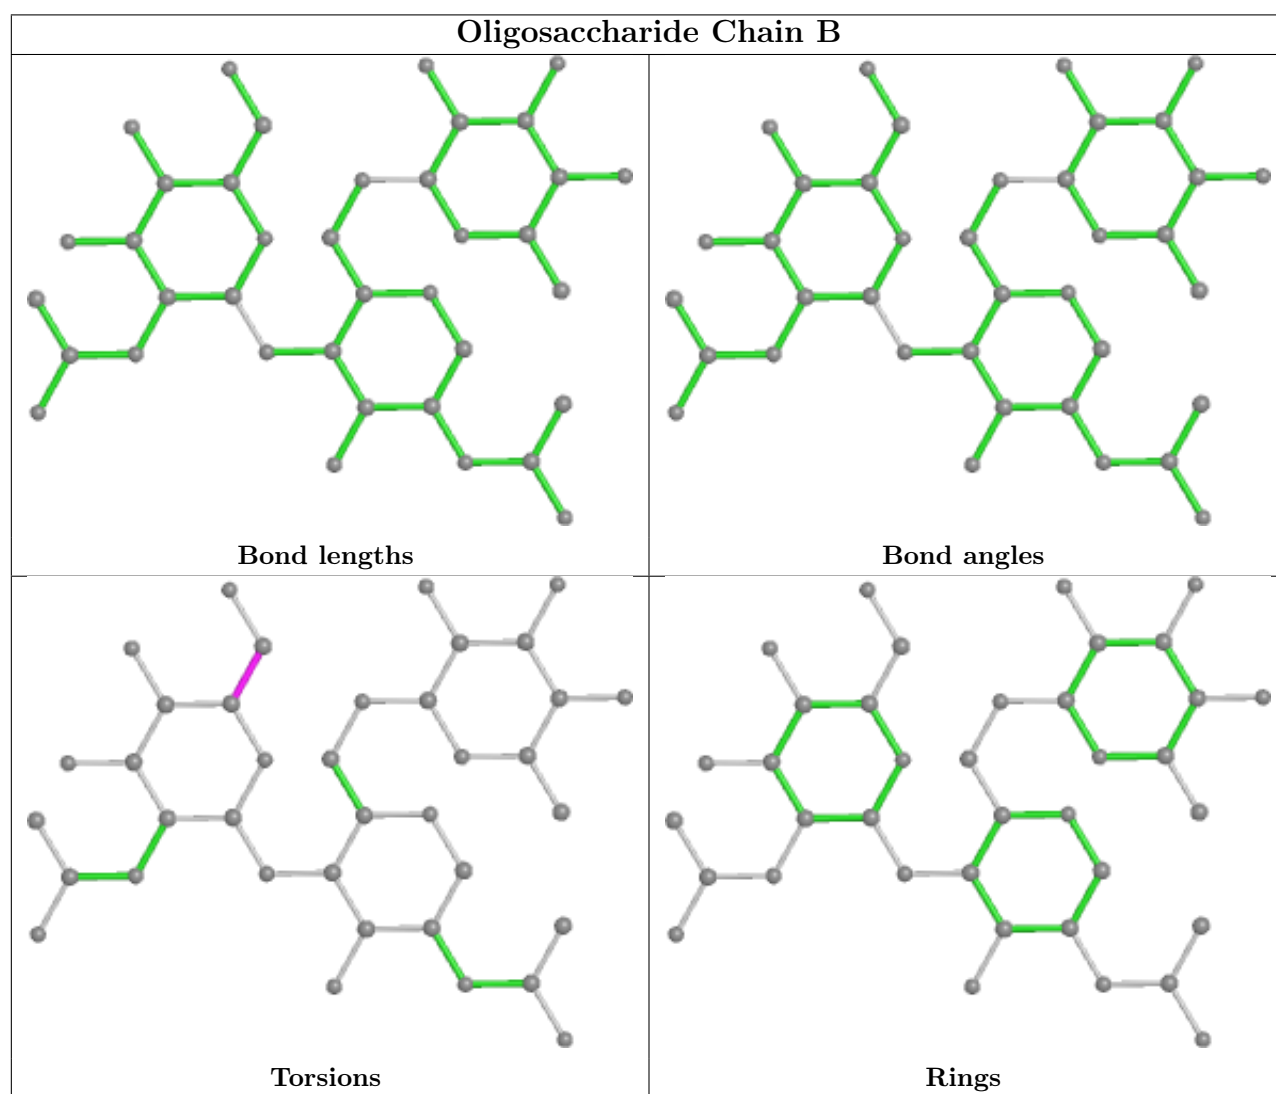 Oligosaccharide Chain B
Bond lengths
Bond angles
Torsions
Rings